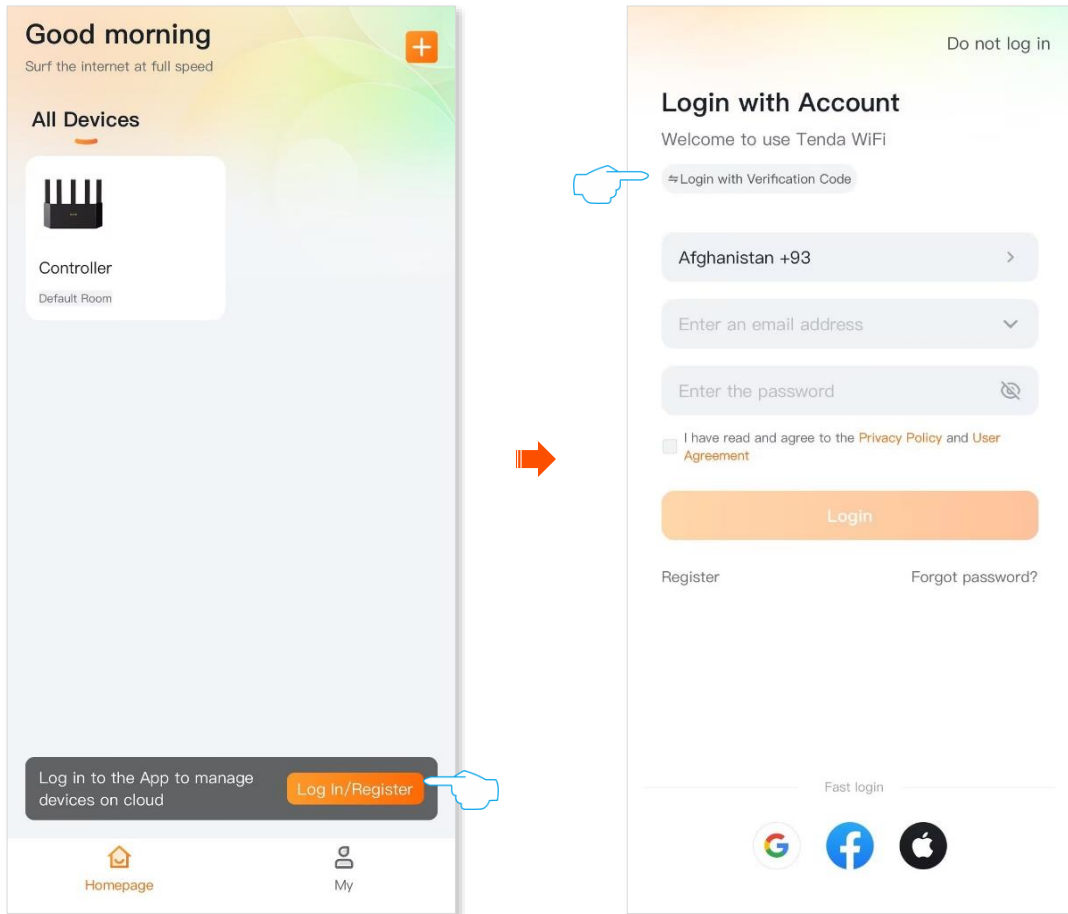 Good morning
Surf the internet at full speed
All Devices
Controller
Default Room
Log in to the App to manage
devices on cloud
Log In/Register
Homepage
My
Do not log in
Login with Account
Welcome to use Tenda WiFi
⇋Login with Verification Code
Afghanistan +93
Enter an email address
Enter the password
I have read and agree to the Privacy Policy and User
Agreement
Login
Register
Forgot password?
Fast login